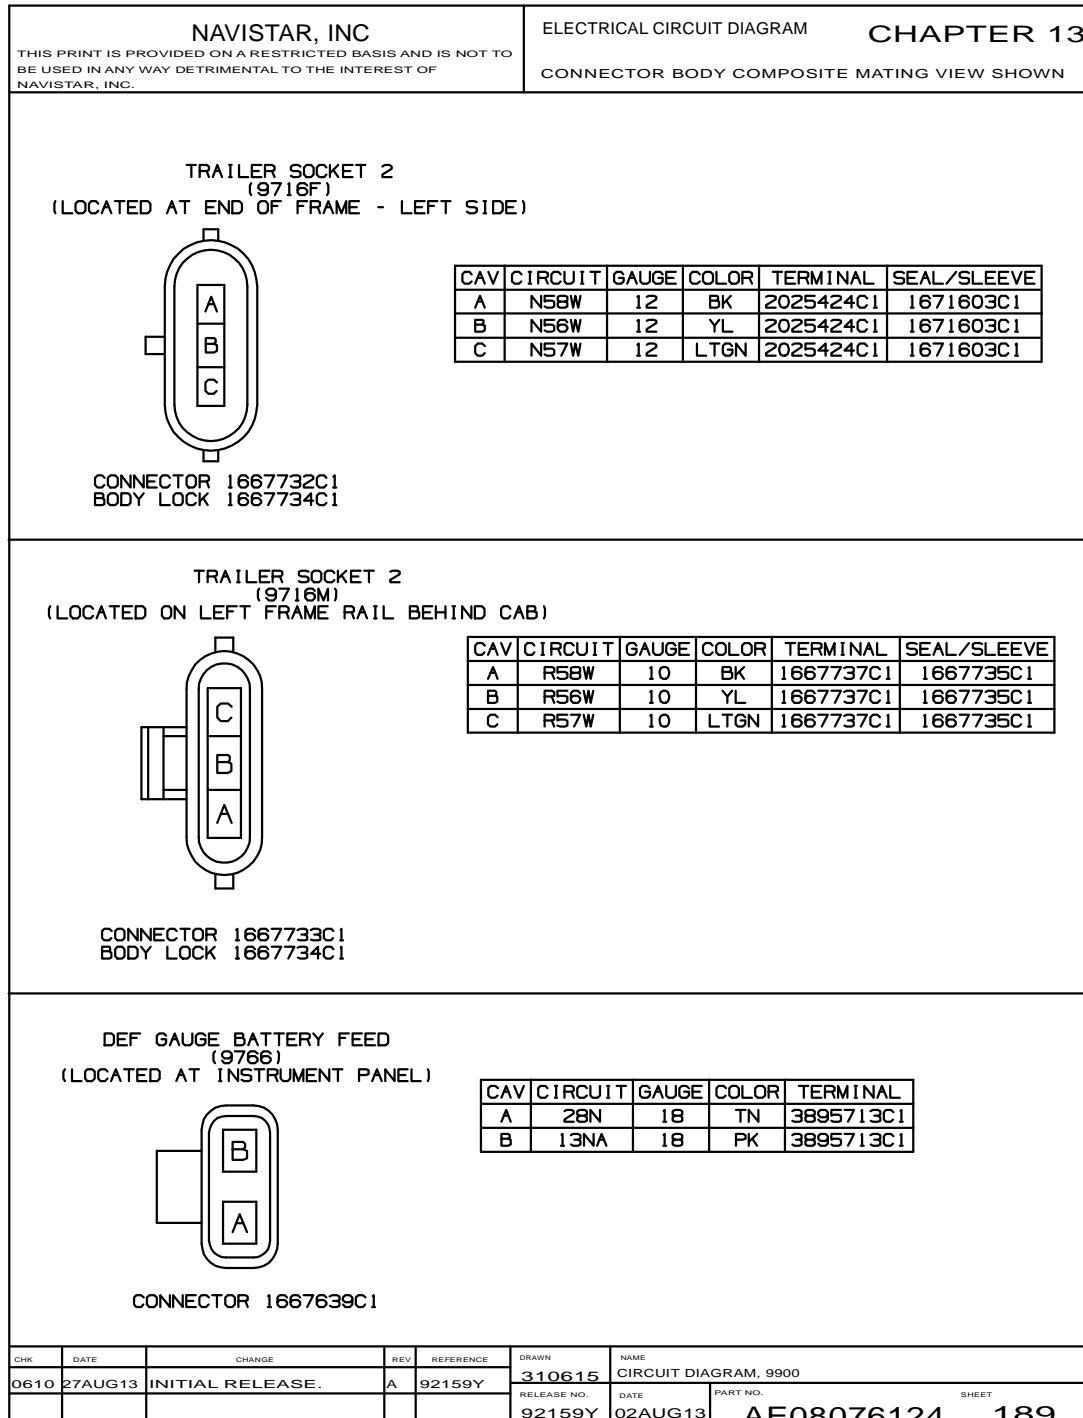 NAVISTAR, INC
THIS PRINT IS PROVIDED ON A RESTRICTED BASIS AND IS NOT TO
BE USED IN ANY WAY DETRIMENTAL TO THE INTEREST OF
NAVISTAR, INC.
ELECTRICAL CIRCUIT DIAGRAM CHAPTER 13
CONNECTOR BODY COMPOSITE MATING VIEW SHOWN
TRAILER SOCKET 2
(9716F)
(LOCATED AT END OF FRAME - LEFT SIDE)
A
B
C
CONNECTOR 1667732C1
BODY LOCK 1667734C1
CAV CIRCUIT GAUGE COLOR TERMINAL SEAL/SLEEVE
A N58W 12 BK 2025424C1 1671603C1
B N56W 12 YL 2025424C1 1671603C1
C N57W 12 LTGN 2025424C1 1671603C1
TRAILER SOCKET 2
(9716M)
(LOCATED ON LEFT FRAME RAIL BEHIND CAB)
C
B
A
CONNECTOR 1667733C1
BODY LOCK 1667734C1
CAV CIRCUIT GAUGE COLOR TERMINAL SEAL/SLEEVE
A R58W 10 BK 1667737C1 1667735C1
B R56W 10 YL 1667737C1 1667735C1
C R57W 10 LTGN 1667737C1 1667735C1
DEF GAUGE BATTERY FEED
(9766)
(LOCATED AT INSTRUMENT PANEL)
B
A
CONNECTOR 1667639C1
CAV CIRCUIT GAUGE COLOR TERMINAL
A 28N 18 TN 3895713C1
B 13NA 18 PK 3895713C1
CHK DATE CHANGE REV REFERENCE
0610 27AUG13 INITIAL RELEASE. A 92159Y
DRAWN
310615
NAME
CIRCUIT DIAGRAM, 9900
RELEASE NO.
92159Y
DATE
02AUG13
PART NO.
AE08076124
SHEET
189